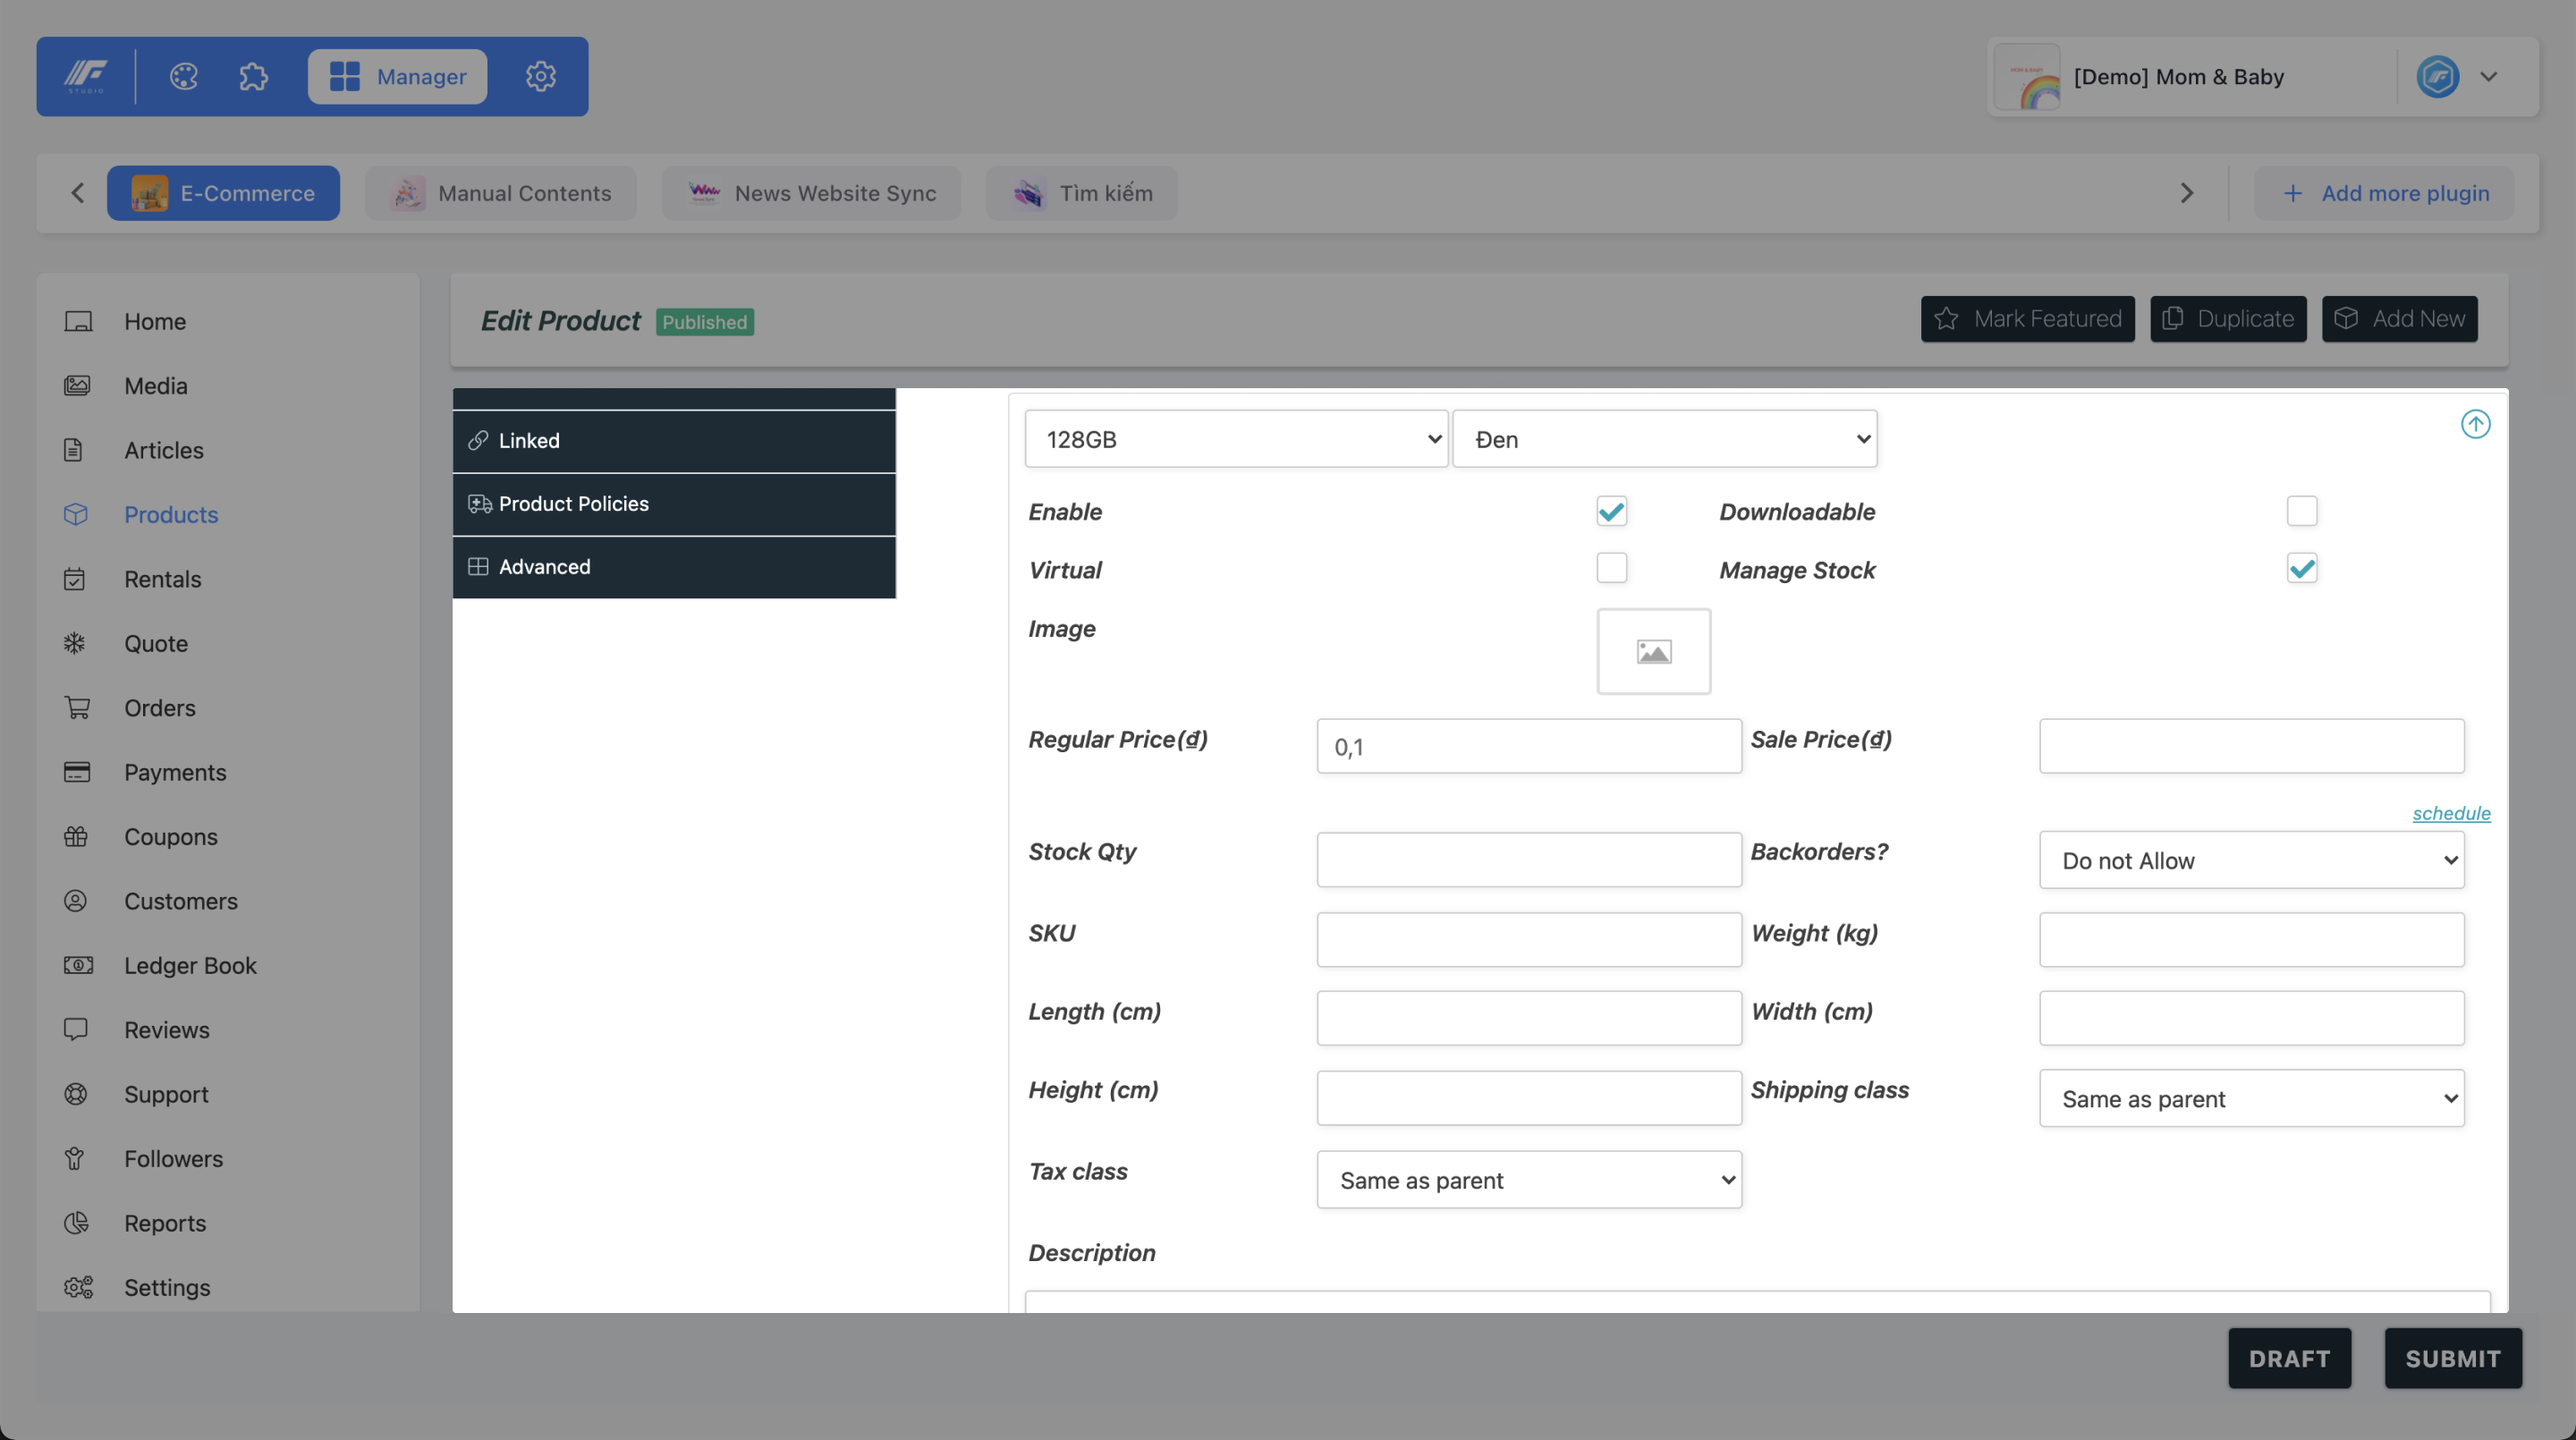 STUDIO
Manager
[Demo] Mom & Baby
MOM & BABY
E-Commerce
Manual Contents
News Website Sync
Tìm kiếm
Add more plugin
Home
Media
Articles
Products
Rentals
Quote
Orders
Payments
Coupons
Customers
Ledger Book
Reviews
Support
Followers
Reports
Settings
Edit Product
Published
Mark Featured
Duplicate
Add New
Linked
Product Policies
Advanced
128GB
Đen
Enable
Downloadable
Virtual
Manage Stock
Image
Regular Price(₫)
0,1
Sale Price(₫)
schedule
Stock Qty
Backorders?
Do not Allow
SKU
Weight (kg)
Length (cm)
Width (cm)
Height (cm)
Shipping class
Same as parent
Tax class
Same as parent
Description
DRAFT
SUBMIT